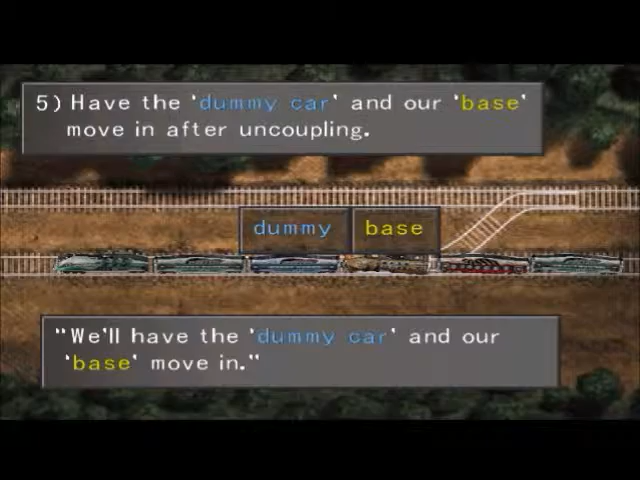 5) Have the 'dummy car' and our 'base'
move in after uncoupling.
dummy base
"We'll have the 'dummy car' and our
'base' move in."